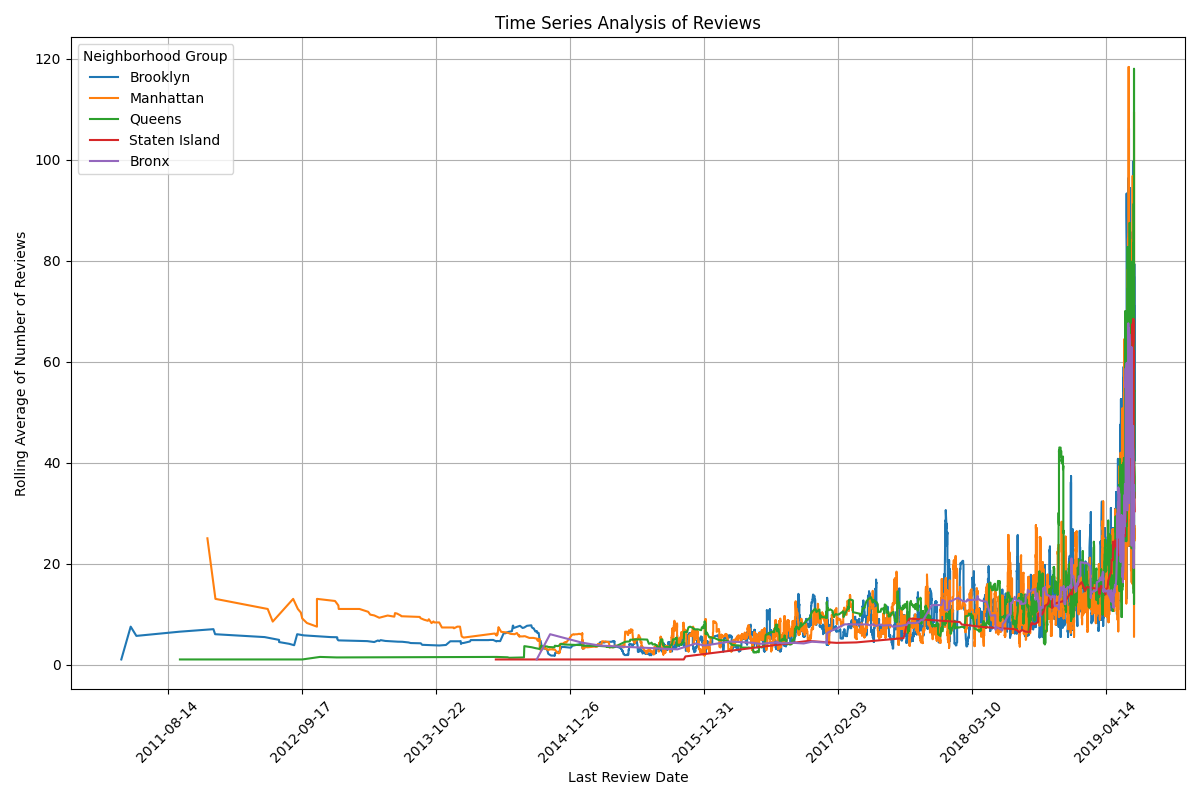 Time Series Analysis of Reviews
Neighborhood Group
Brooklyn
Manhattan
Queens
Staten Island
Bronx
Rolling Average of Number of Reviews
120
100
80
60
40
20
0
2011-08-14
2012-09-17
2013-10-22
2014-11-26
2015-12-31
2017-02-03
2018-03-10
2019-04-14
Last Review Date